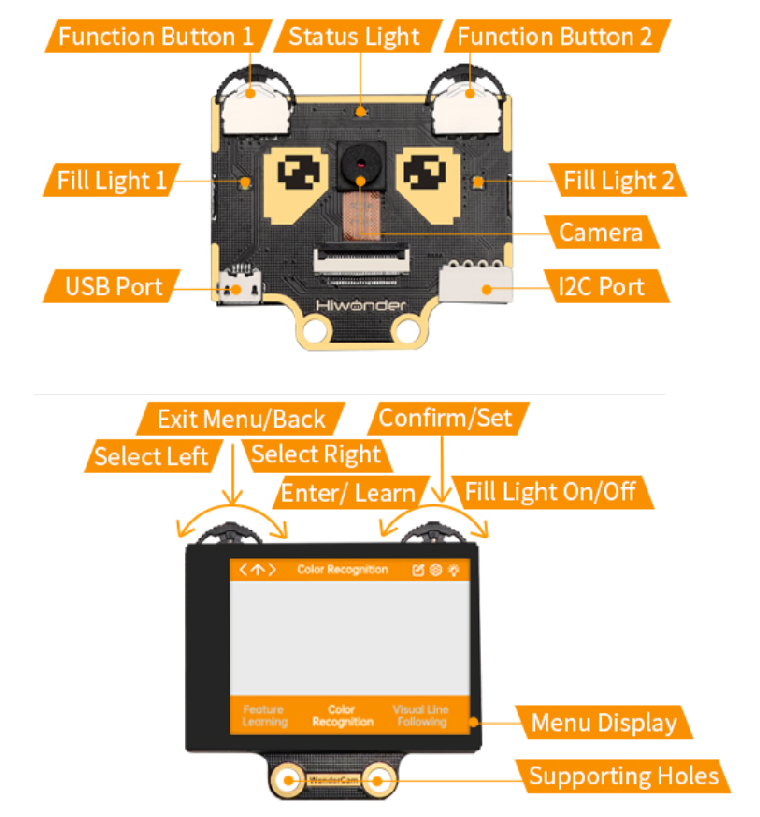 Function Button 1
Status Light
Function Button 2
Fill Light 1
Fill Light 2
Camera
USB Port
I2C Port
Hiwonder
Exit Menu/Back
Confirm/Set
Select Left
Select Right
Enter/ Learn
Fill Light On/Off
Color Recognition
Feature
Learning
Color
Recognition
Visual Line
Following
Menu Display
Supporting Holes
WonderCam